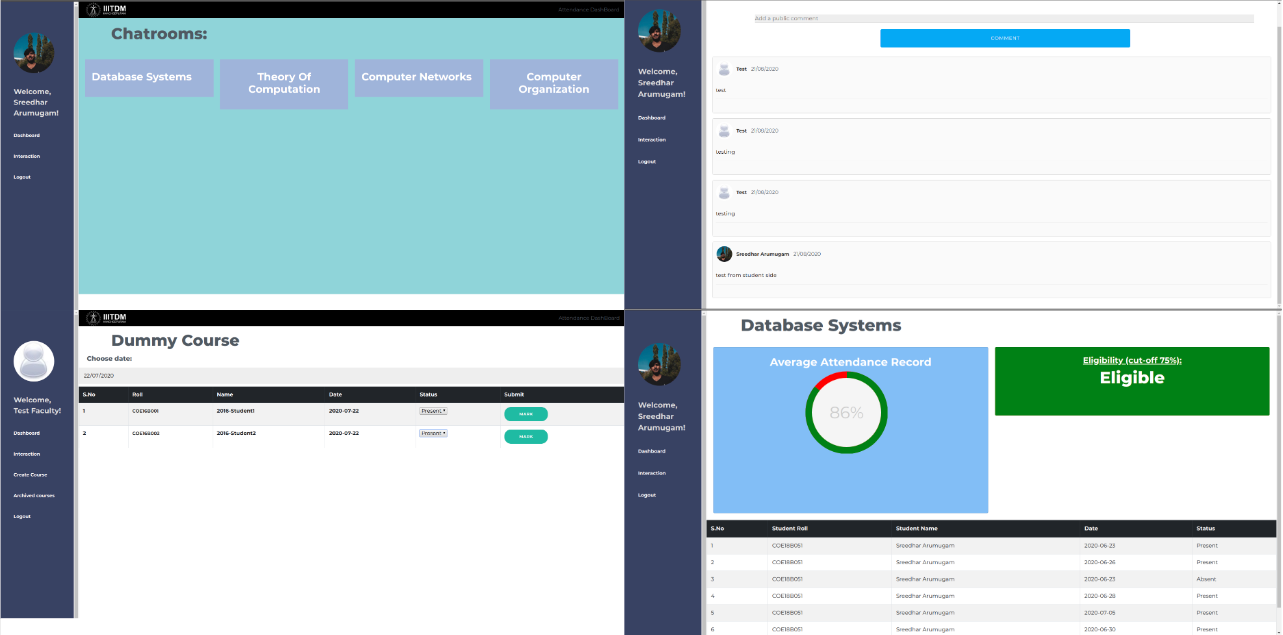 IIITDM
Attendance DashBoard
Welcome,
Sreedhar
Arumugam!
Dashboard
Interaction
Logout
Chatrooms:
Database Systems
Theory Of
Computation
Computer Networks
Computer
Organization
Welcome,
Sreedhar
Arumugam!
Dashboard
Interaction
Logout
Add a public comment
COMMENT
Test 21/08/2020
test
Test 21/08/2020
testing
Test 21/08/2020
testing
Sreedhar Arumugam 21/08/2020
test from student side
IIITDM
Attendance DashBoard
Welcome,
Test Faculty!
Dashboard
Interaction
Create Course
Archived courses
Logout
Dummy Course
Choose date:
22/07/2020
S.No Roll Name Date Status Submit
1 COE16B001 2016-Student1 2020-07-22 Present MARK
2 COE16B002 2016-Student2 2020-07-22 Present MARK
Welcome,
Sreedhar
Arumugam!
Dashboard
Interaction
Logout
Database Systems
Average Attendance Record
86%
Eligibility (cut-off 75%):
Eligible
S.No Student Roll Student Name Date Status
1 COE18B051 Sreedhar Arumugam 2020-06-23 Present
2 COE18B051 Sreedhar Arumugam 2020-06-26 Present
3 COE18B051 Sreedhar Arumugam 2020-06-23 Absent
4 COE18B051 Sreedhar Arumugam 2020-06-28 Present
5 COE18B051 Sreedhar Arumugam 2020-07-05 Present
6 COE18B051 Sreedhar Arumugam 2020-06-30 Present